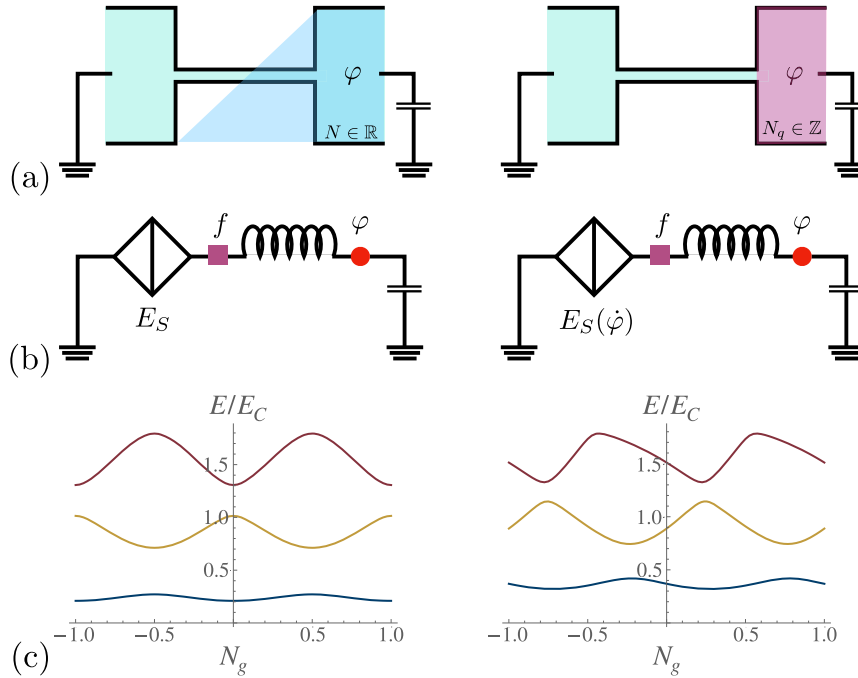 φ φ
N ∈ ℝ N_q ∈ ℤ
(a)
f φ f φ
E_S E_S(φ̇)
(b)
E/E_C E/E_C
1.5 1.5
1.0 1.0
0.5 0.5
−1.0 −0.5 0.0 0.5 1.0 −1.0 −0.5 0.0 0.5 1.0
N_g N_g
(c)